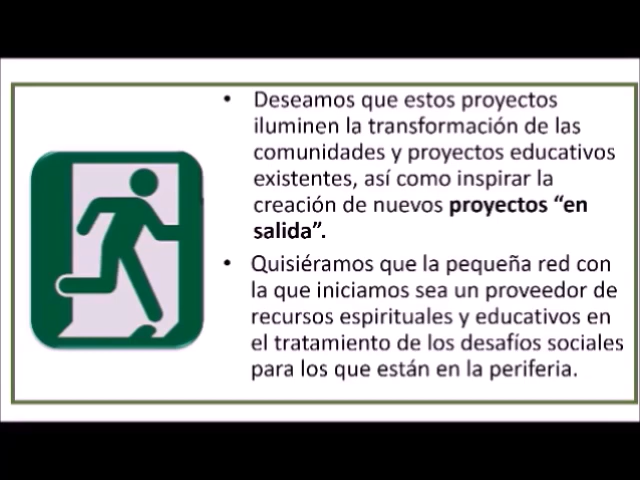 • Deseamos que estos proyectos
iluminen la transformación de las
comunidades y proyectos educativos
existentes, así como inspirar la
creación de nuevos proyectos “en
salida”.
• Quisiéramos que la pequeña red con
la que iniciamos sea un proveedor de
recursos espirituales y educativos en
el tratamiento de los desafíos sociales
para los que están en la periferia.